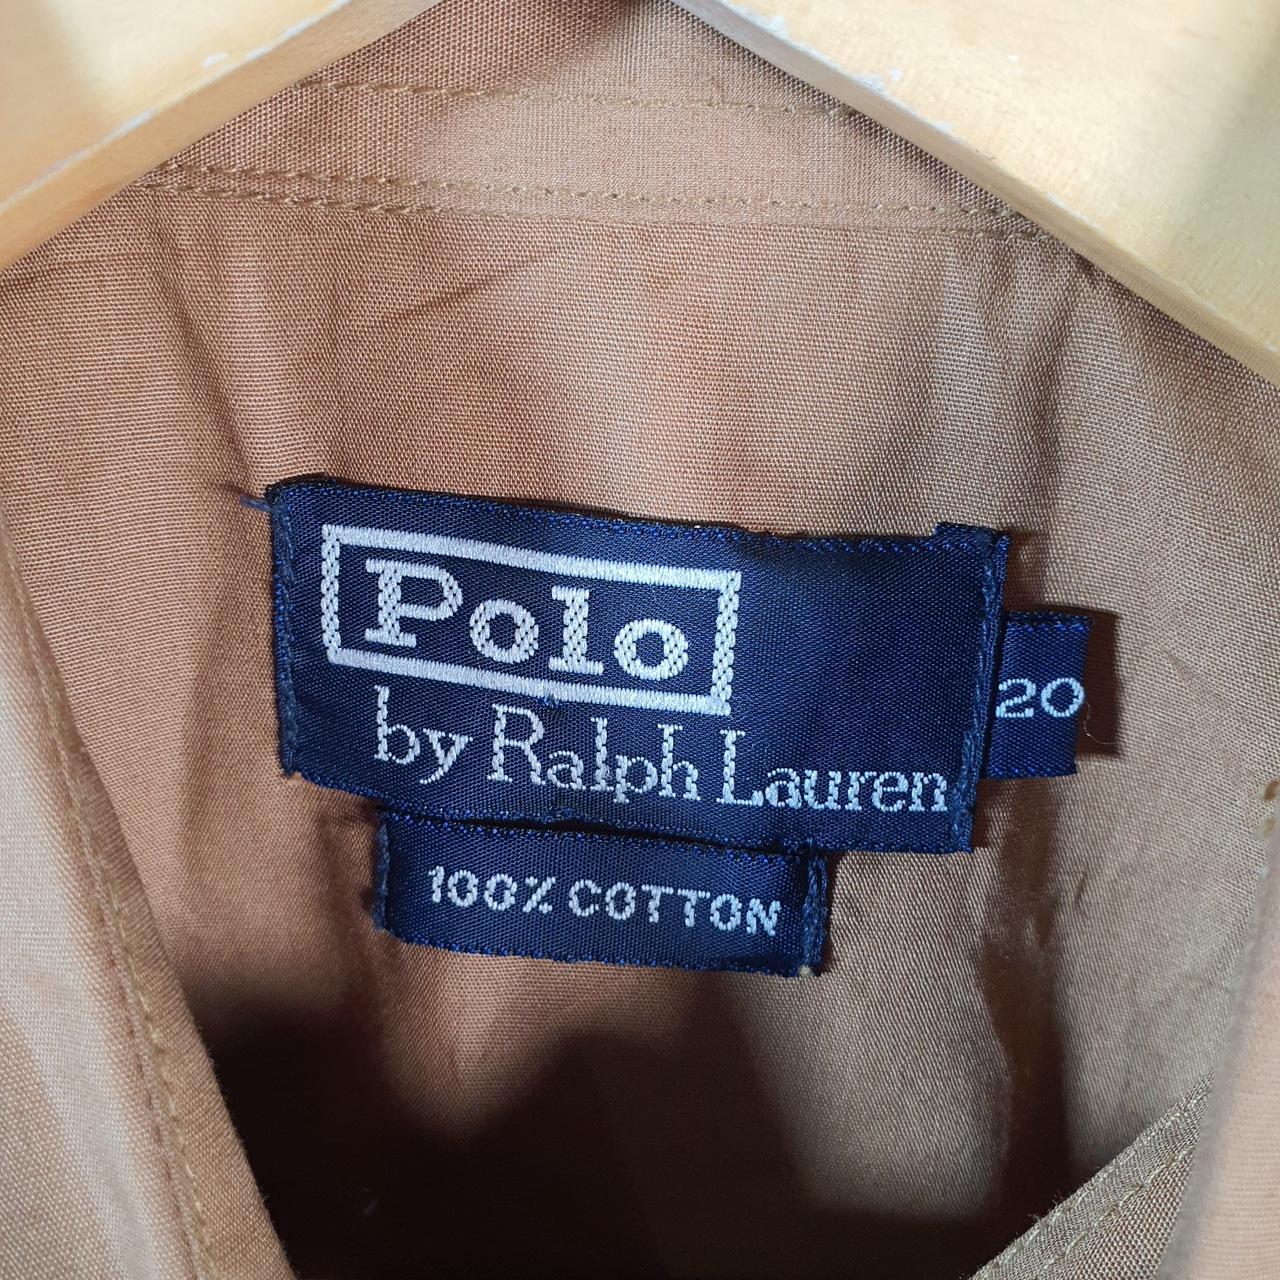 Polo
by Ralph Lauren
20
100% COTTON